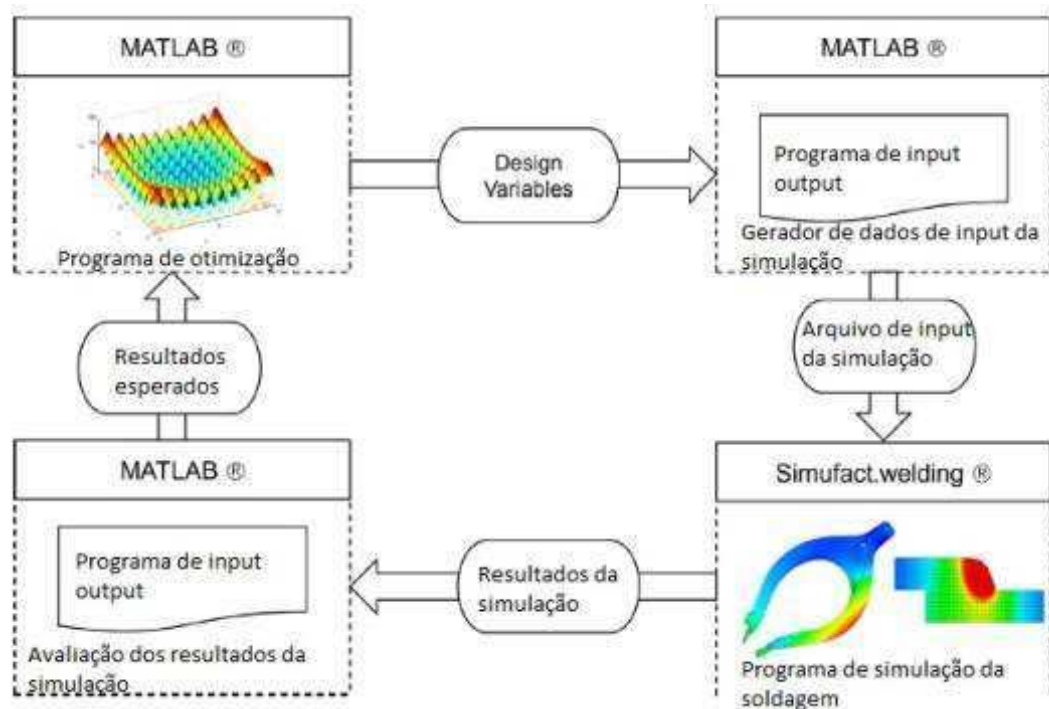 MATLAB ®
Programa de otimização
Design
Variables
MATLAB ®
Programa de input
output
Gerador de dados de input da
simulação
Arquivo de input
da simulação
Simufact.welding ®
Programa de simulação da
soldagem
Resultados da
simulação
MATLAB ®
Programa de input
output
Avaliação dos resultados da
simulação
Resultados
esperados